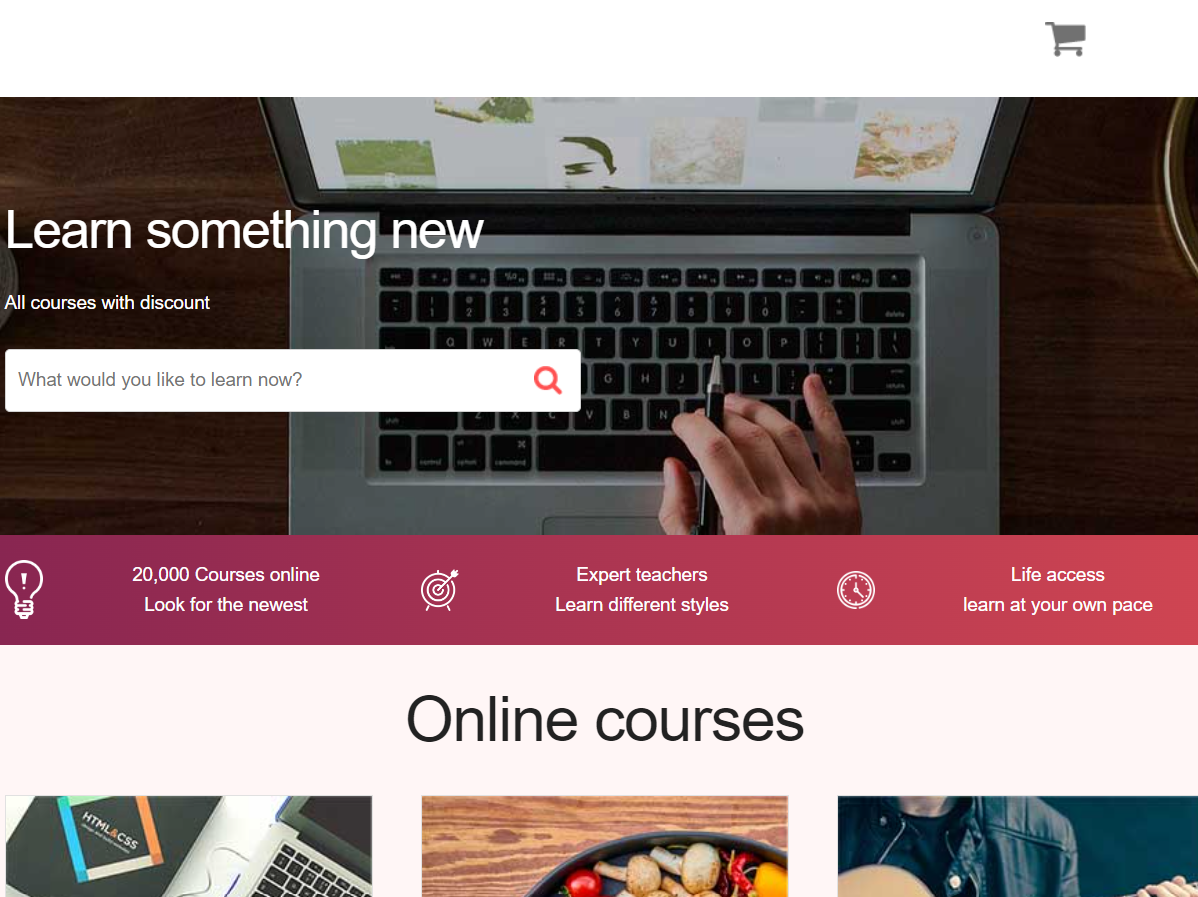 Learn something new
All courses with discount
What would you like to learn now?
20,000 Courses online
Look for the newest
Expert teachers
Learn different styles
Life access
learn at your own pace
Online courses
HTML&CSS